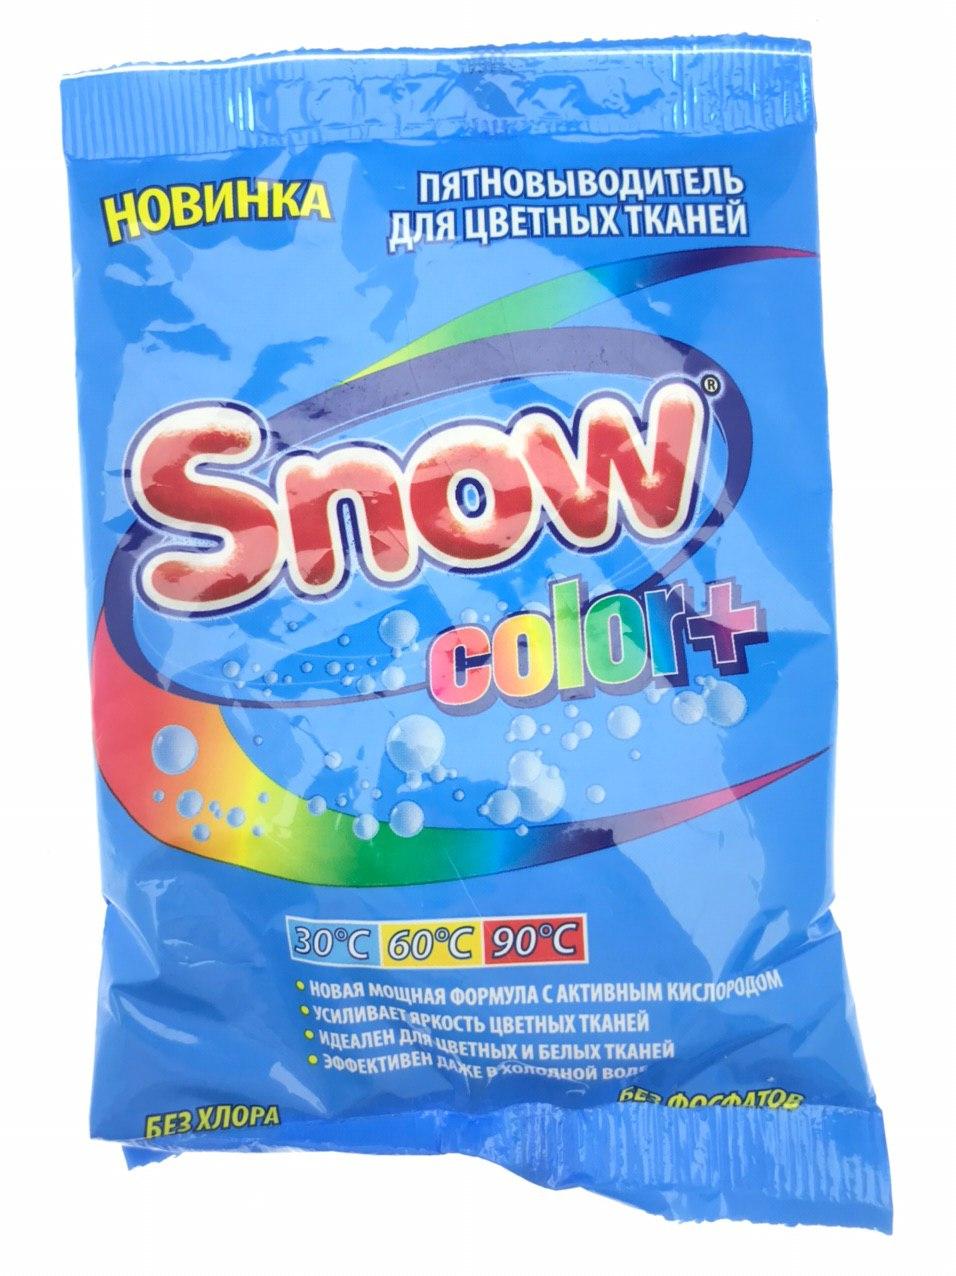 НОВИНКА
ПЯТНОВЫВОДИТЕЛЬ
ДЛЯ ЦВЕТНЫХ ТКАНЕЙ
Snow®
color+
30°C 60°C 90°C
• НОВАЯ МОЩНАЯ ФОРМУЛА С АКТИВНЫМ КИСЛОРОДОМ
• УСИЛИВАЕТ ЯРКОСТЬ ЦВЕТНЫХ ТКАНЕЙ
• ИДЕАЛЕН ДЛЯ ЦВЕТНЫХ И БЕЛЫХ ТКАНЕЙ
• ЭФФЕКТИВЕН ДАЖЕ В ХОЛОДНОЙ ВОДЕ
БЕЗ ХЛОРА
БЕЗ ФОСФАТОВ